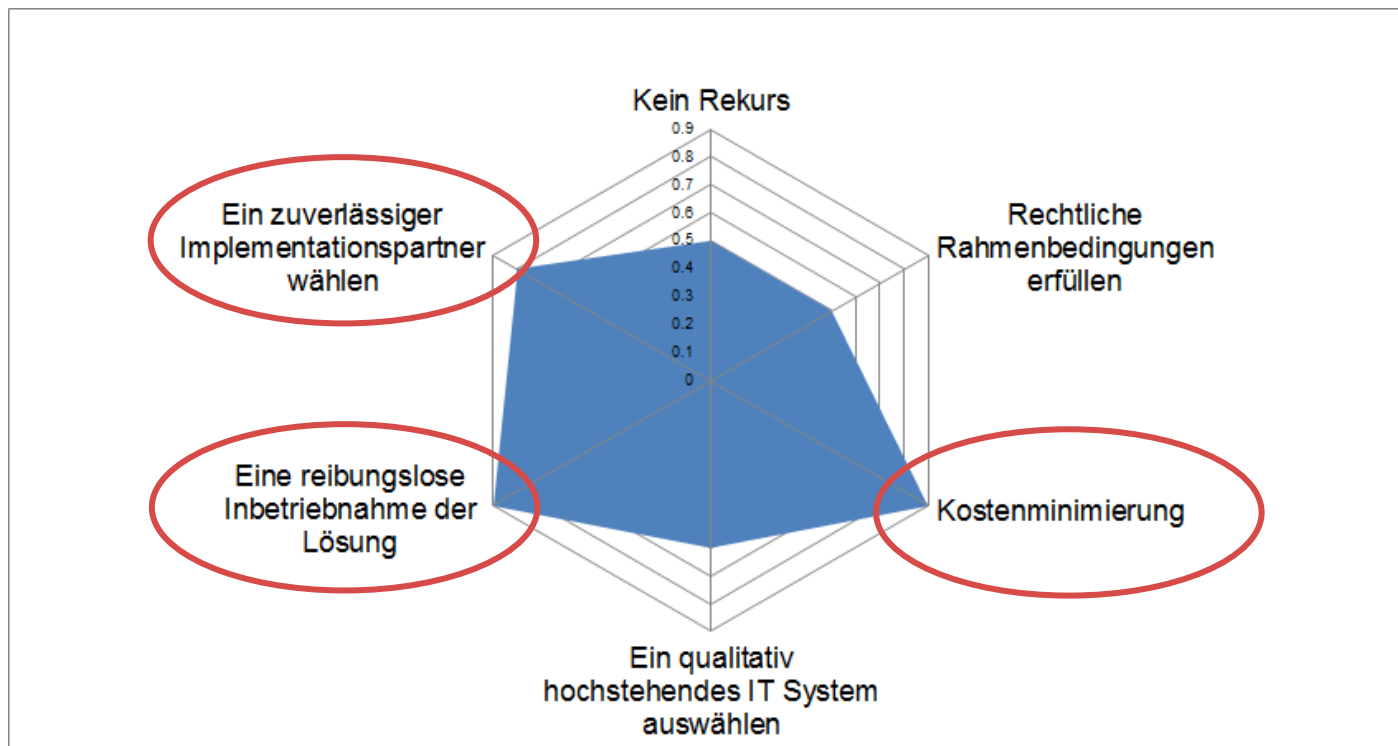 Kein Rekurs
0.9
0.8
0.7
0.6
0.5
0.4
0.3
0.2
0.1
0
Rechtliche
Rahmenbedingungen
erfüllen
Kostenminimierung
Ein qualitativ
hochstehendes IT System
auswählen
Eine reibungslose
Inbetriebnahme der
Lösung
Ein zuverlässiger
Implementationspartner
wählen